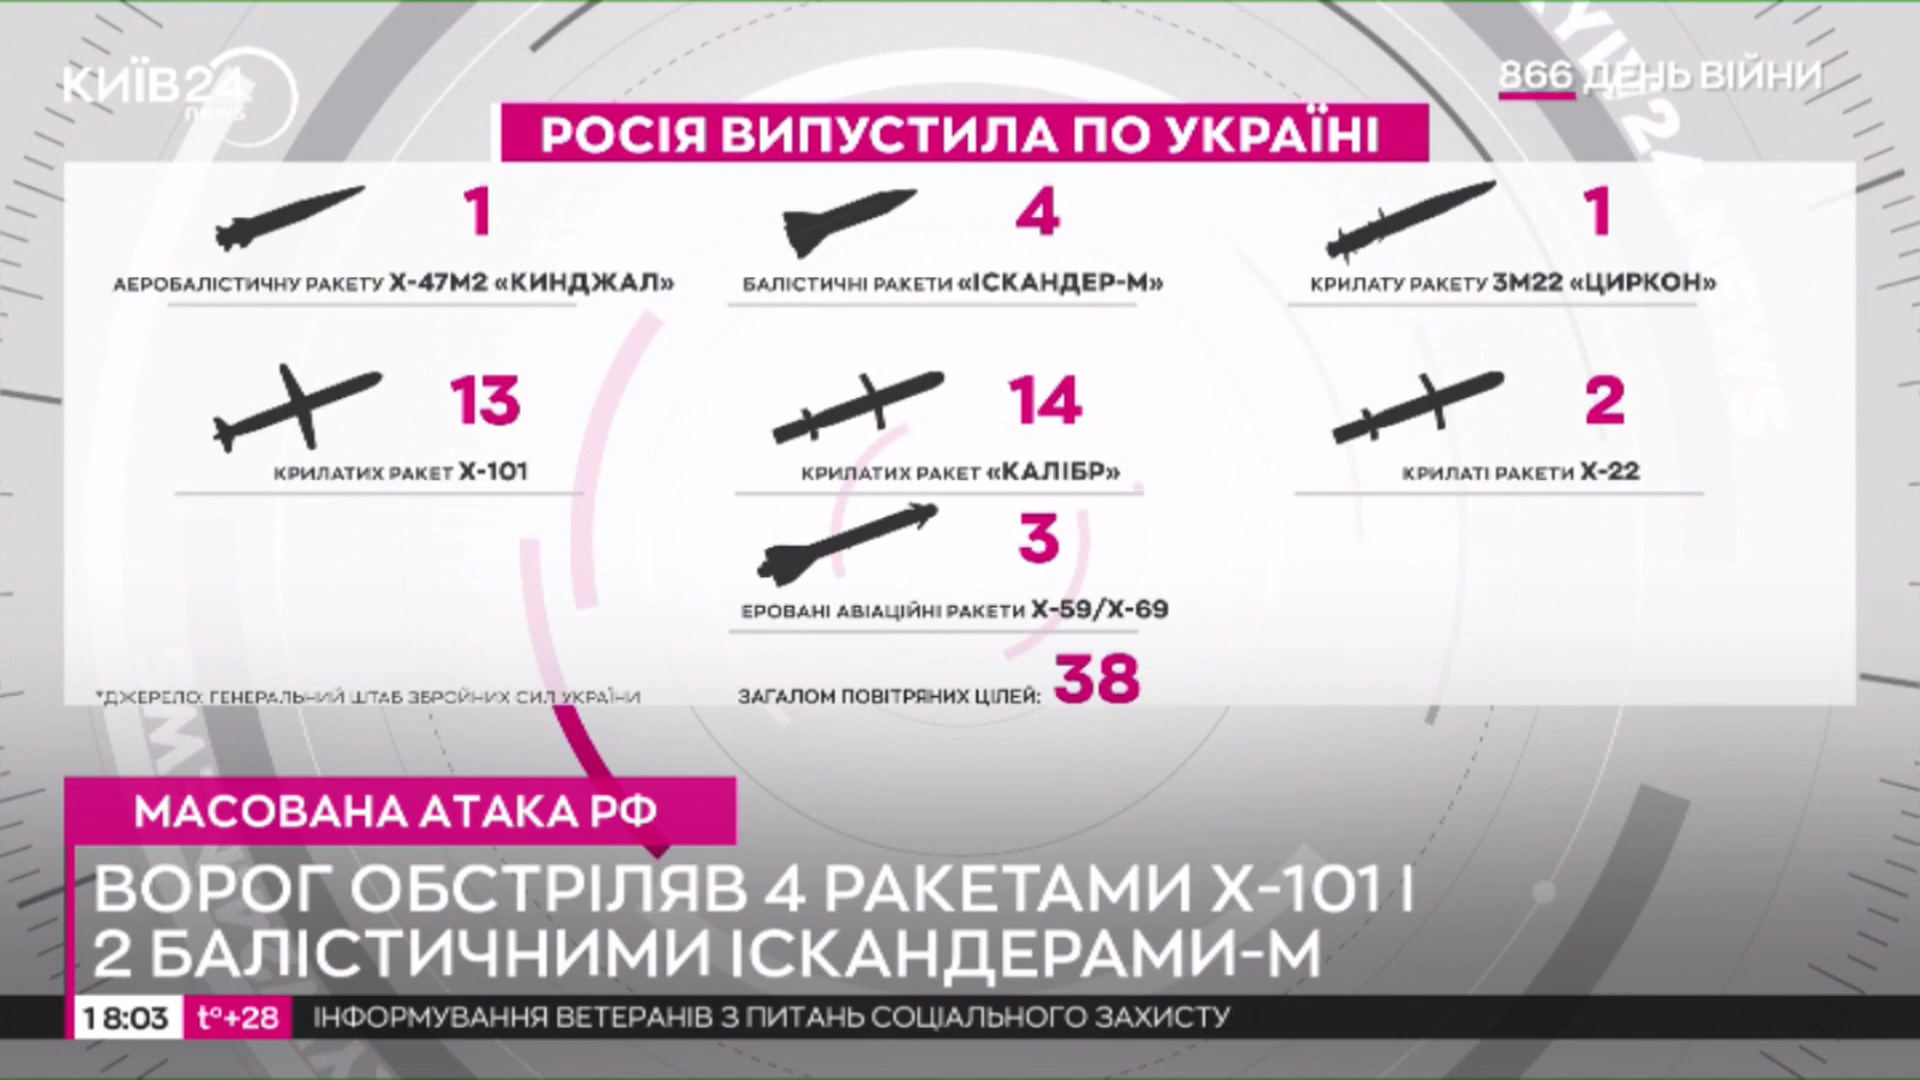 КИЇВ24
news
866 ДЕНЬ ВІЙНИ
KYIV24.NEWS
РОСІЯ ВИПУСТИЛА ПО УКРАЇНІ
1
4
1
АЕРОБАЛІСТИЧНУ РАКЕТУ Х-47М2 «КИНДЖАЛ»
БАЛІСТИЧНІ РАКЕТИ «ІСКАНДЕР-М»
КРИЛАТУ РАКЕТУ 3М22 «ЦИРКОН»
13
14
2
КРИЛАТИХ РАКЕТ Х-101
КРИЛАТИХ РАКЕТ «КАЛІБР»
КРИЛАТІ РАКЕТИ Х-22
3
ЕРОВАНІ АВІАЦІЙНІ РАКЕТИ Х-59/Х-69
*ДЖЕРЕЛО: ГЕНЕРАЛЬНИЙ ШТАБ ЗБРОЙНИХ СИЛ УКРАЇНИ
ЗАГАЛОМ ПОВІТРЯНИХ ЦІЛЕЙ: 38
МАСОВАНА АТАКА РФ
ВОРОГ ОБСТРІЛЯВ 4 РАКЕТАМИ Х-101 І
2 БАЛІСТИЧНИМИ ІСКАНДЕРАМИ-М
18:03 t°+28 ІНФОРМУВАННЯ ВЕТЕРАНІВ З ПИТАНЬ СОЦІАЛЬНОГО ЗАХИСТУ